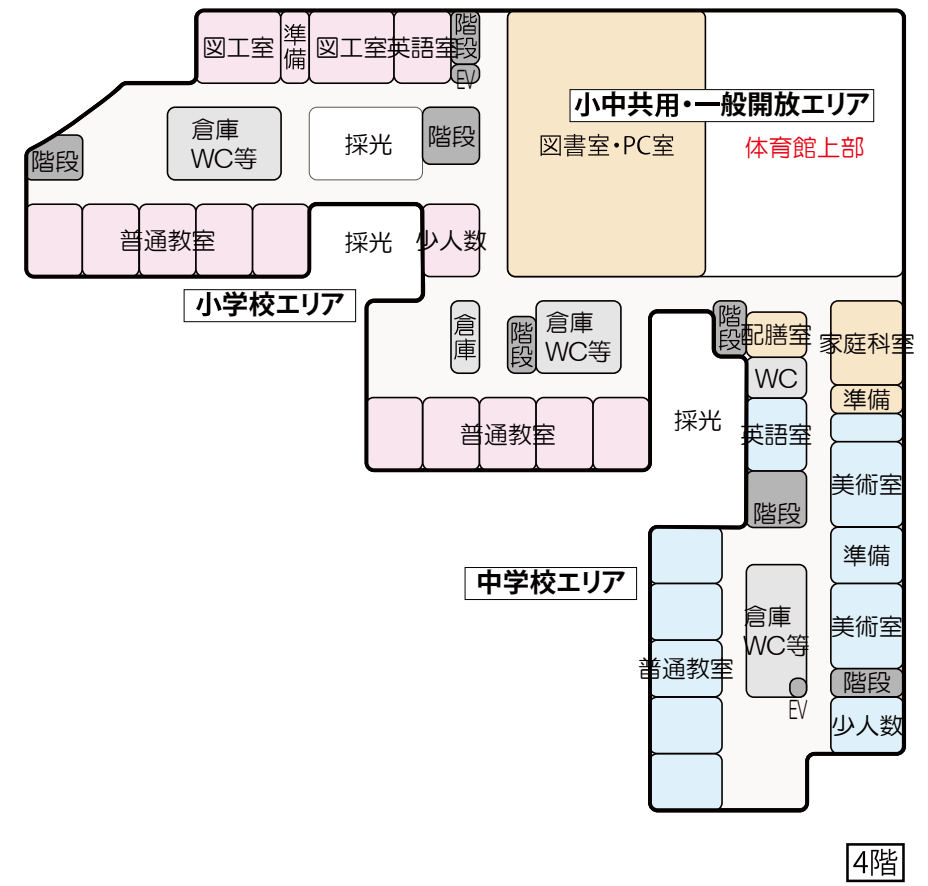 図工室
準備
図工室
英語室
階段
EV
小中共用・一般開放エリア
図書室・PC室
体育館上部
倉庫
WC等
採光
階段
階段
普通教室
採光
少人数
小学校エリア
倉庫
階段
倉庫
WC等
階段
配膳室
家庭科室
WC
準備
普通教室
採光
英語室
美術室
階段
準備
中学校エリア
倉庫
WC等
美術室
普通教室
階段
EV
少人数
4階